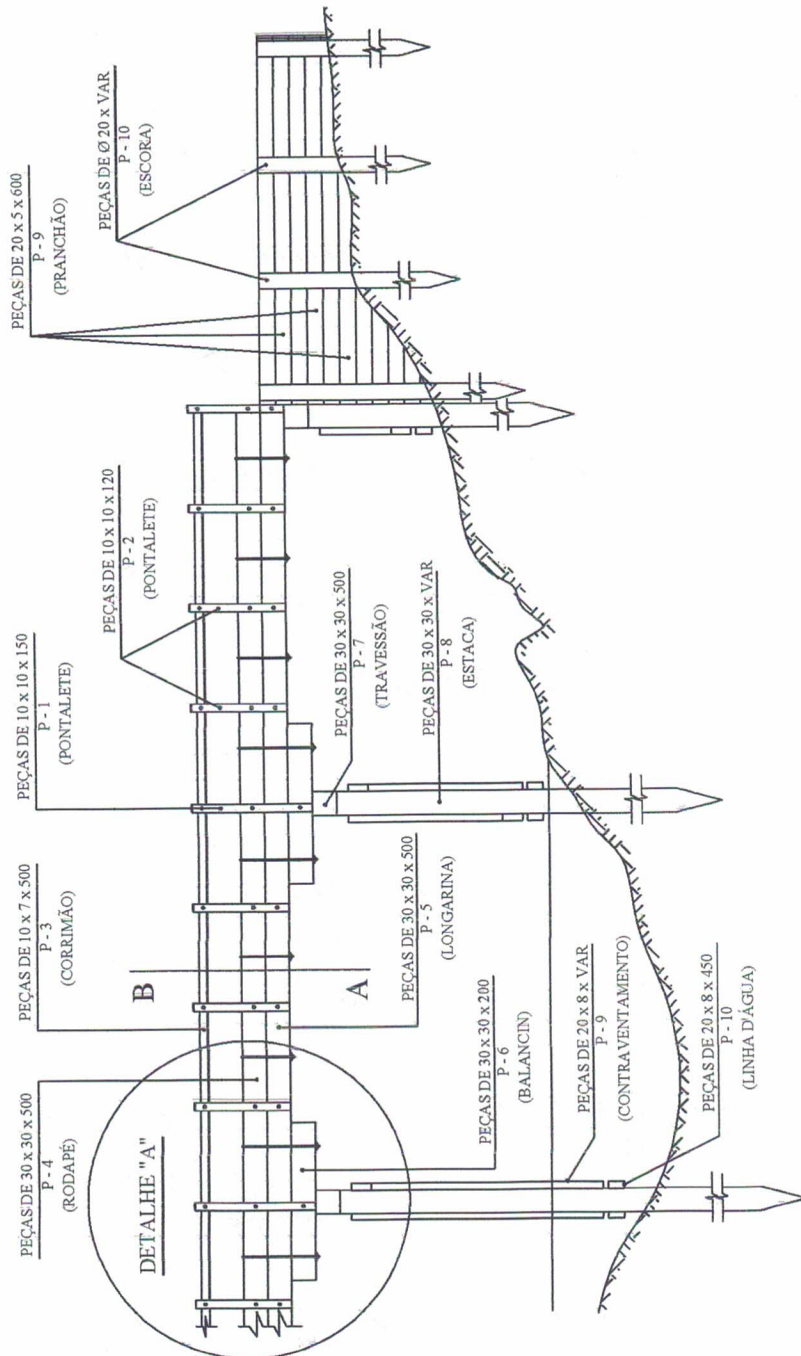 PEÇAS DE 30 x 30 x 500
P - 4
(RODAPÉ)
PEÇAS DE 10 x 7 x 500
P - 3
(CORRIMÃO)
PEÇAS DE 10 x 10 x 150
P - 1
(PONTALETE)
PEÇAS DE 10 x 10 x 120
P - 2
(PONTALETE)
PEÇAS DE 20 x 5 x 600
P - 9
(PRANCHÃO)
PEÇAS DE Ø 20 x VAR
P - 10
(ESCORA)
DETALHE "A"
B
A
PEÇAS DE 30 x 30 x 200
P - 6
(BALANCIN)
PEÇAS DE 30 x 30 x 500
P - 5
(LONGARINA)
PEÇAS DE 30 x 30 x 500
P - 7
(TRAVESSÃO)
PEÇAS DE 30 x 30 x VAR
P - 8
(ESTACA)
PEÇAS DE 20 x 8 x VAR
P - 9
(CONTRAVENTAMENTO)
PEÇAS DE 20 x 8 x 450
P - 10
(LINHA D'ÁGUA)